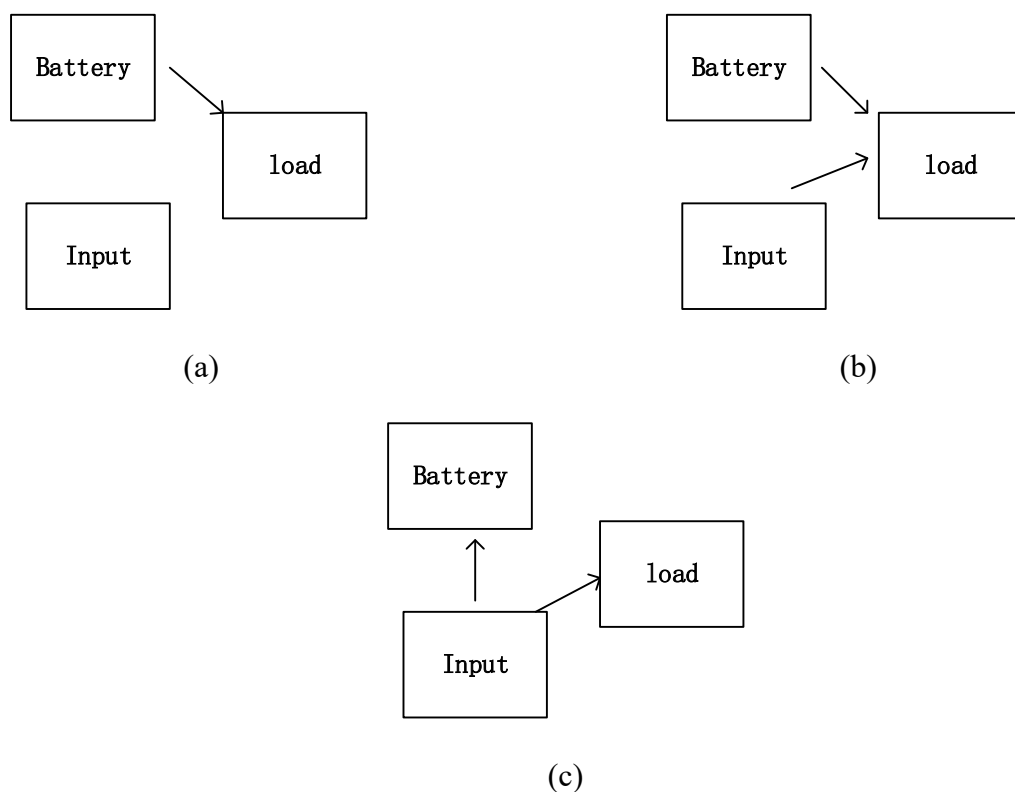 Battery
load
Input
(a)
Battery
load
Input
(b)
Battery
load
Input
(c)